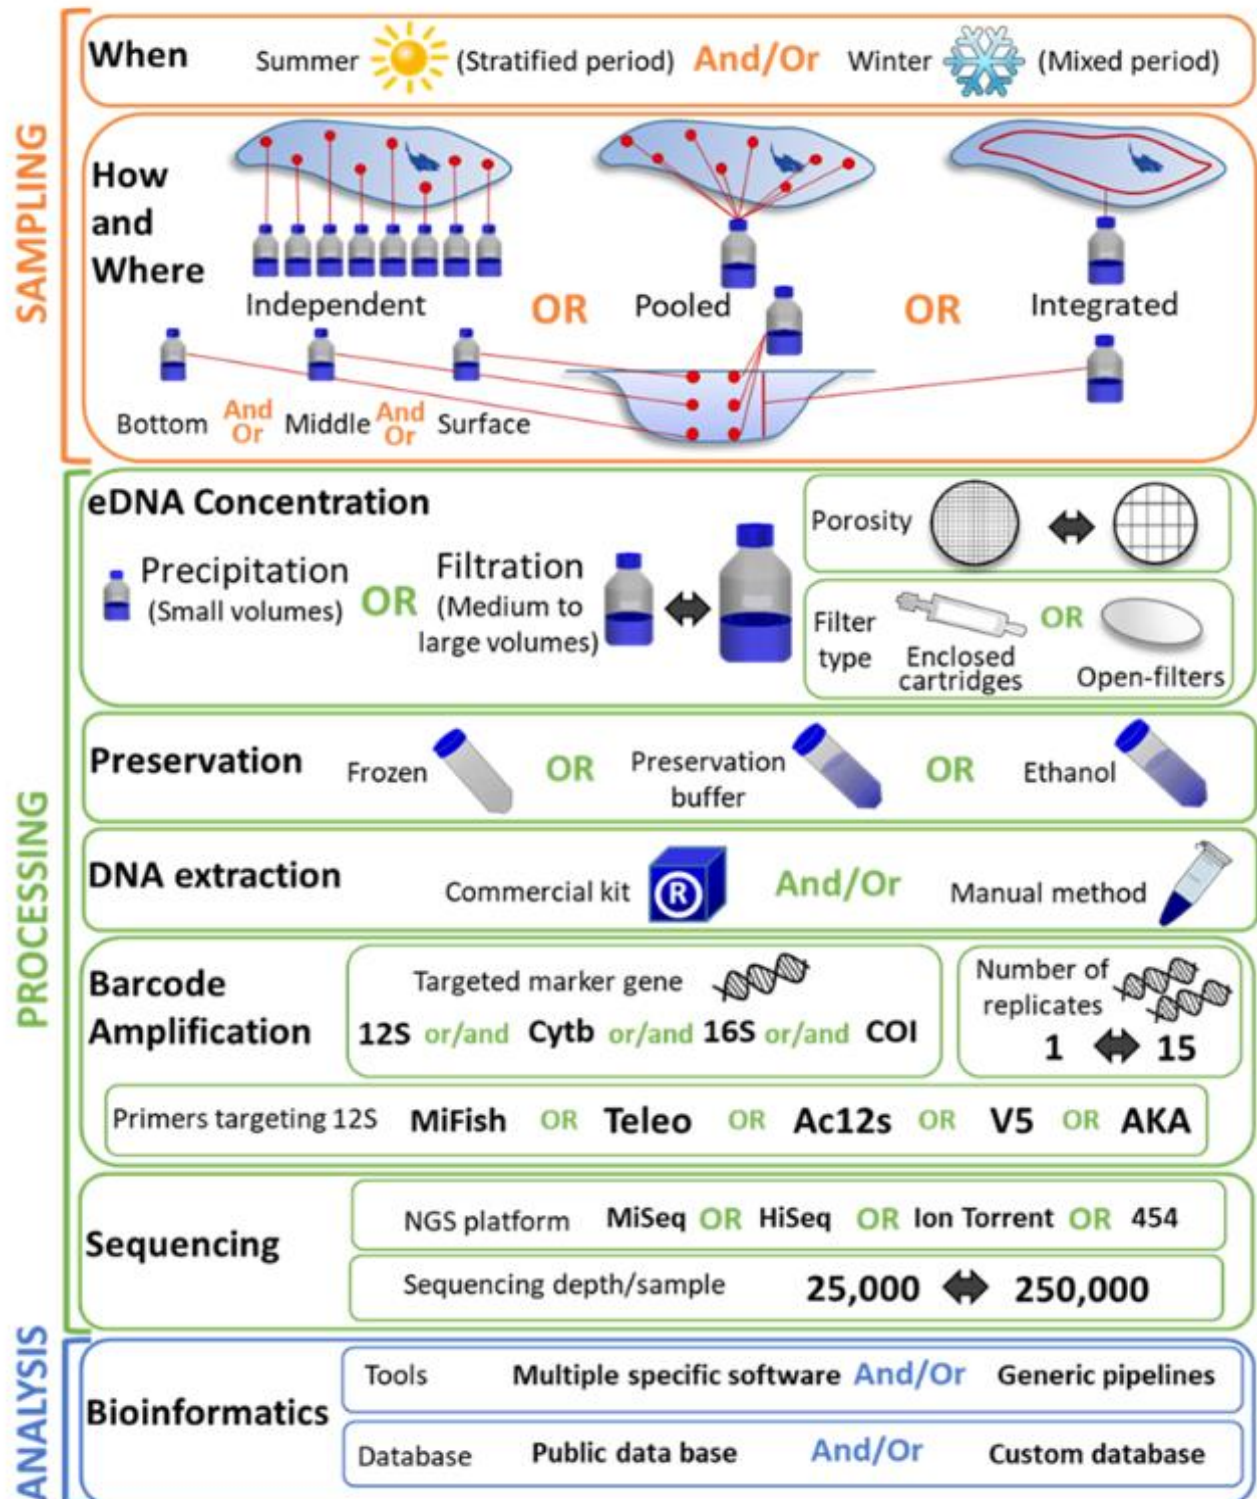 SAMPLING
When
Summer (Stratified period) And/Or Winter (Mixed period)
How
and
Where
Independent OR Pooled OR Integrated
Bottom And Or Middle And Or Surface
PROCESSING
eDNA Concentration
Precipitation
(Small volumes)
OR
Filtration
(Medium to
large volumes)
Porosity
Filter
type
Enclosed
cartridges
OR
Open-filters
Preservation
Frozen OR Preservation
buffer
OR Ethanol
DNA extraction
Commercial kit R And/Or Manual method
Barcode
Amplification
Targeted marker gene
12S or/and Cytb or/and 16S or/and COI
Number of
replicates
1 15
Primers targeting 12S MiFish OR Teleo OR Ac12s OR V5 OR AKA
Sequencing
NGS platform MiSeq OR HiSeq OR Ion Torrent OR 454
Sequencing depth/sample 25,000 250,000
ANALYSIS
Bioinformatics
Tools Multiple specific software And/Or Generic pipelines
Database Public data base And/Or Custom database